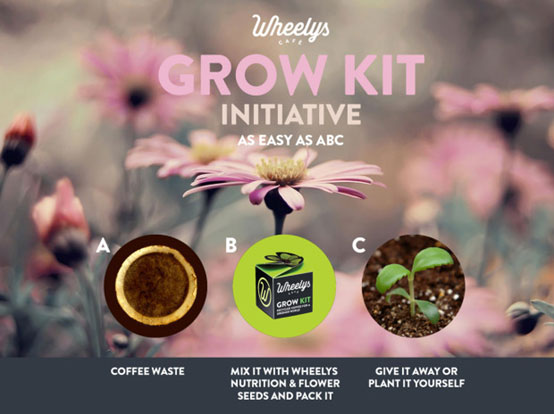 Wheelys
CAFE
GROW KIT
INITIATIVE
AS EASY AS ABC
A
B
C
Wheelys
CAFE
GROW KIT
COFFEE WASTE
MIX IT WITH WHEELYS
NUTRITION & FLOWER
SEEDS AND PACK IT
GIVE IT AWAY OR
PLANT IT YOURSELF